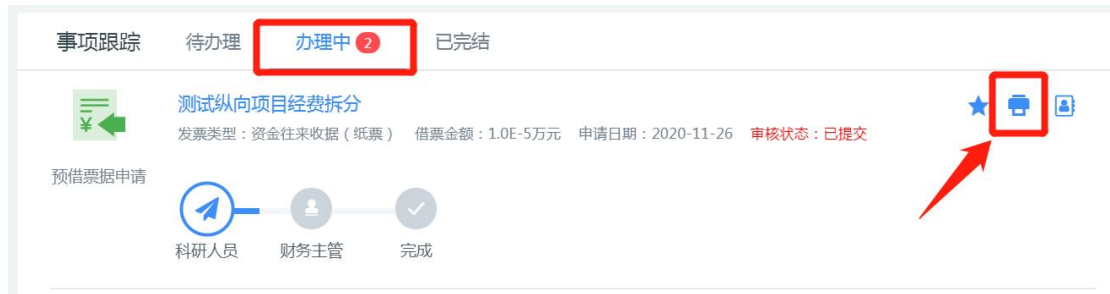 事项跟踪 待办理 办理中 2 已完结
测试纵向项目经费拆分
发票类型：资金往来收据（纸票） 借票金额：1.0E-5万元 申请日期：2020-11-26 审核状态：已提交
预借票据申请
科研人员 财务主管 完成